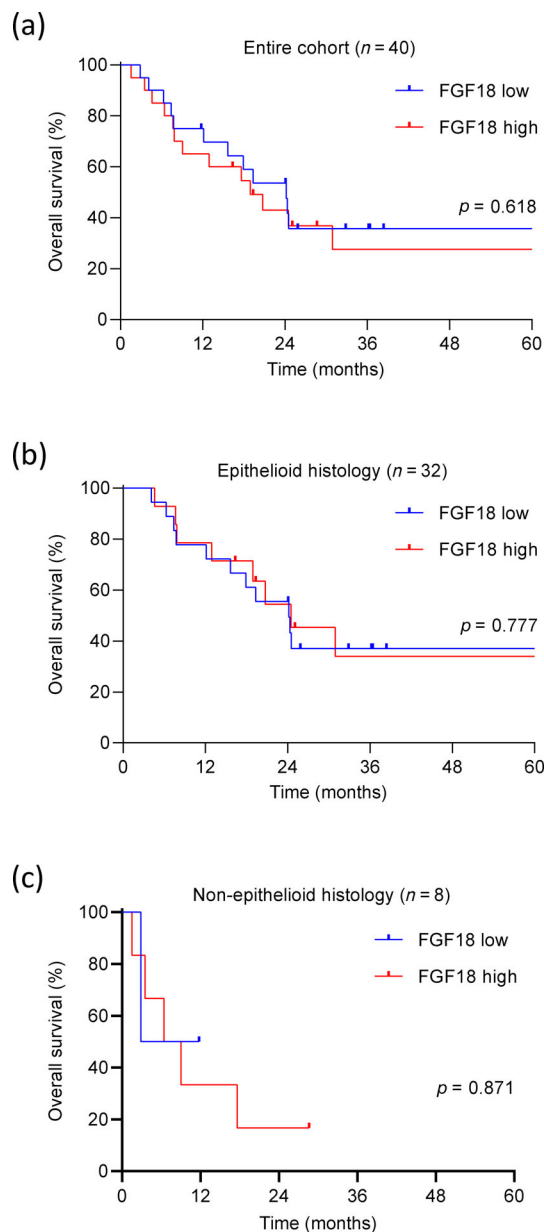 (a)
Entire cohort (n = 40)
100
80
60
40
20
0
Overall survival (%)
FGF18 low
FGF18 high
p = 0.618
0 12 24 36 48 60
Time (months)
(b)
Epithelioid histology (n = 32)
100
80
60
40
20
0
Overall survival (%)
FGF18 low
FGF18 high
p = 0.777
0 12 24 36 48 60
Time (months)
(c)
Non-epithelioid histology (n = 8)
100
80
60
40
20
0
Overall survival (%)
FGF18 low
FGF18 high
p = 0.871
0 12 24 36 48 60
Time (months)